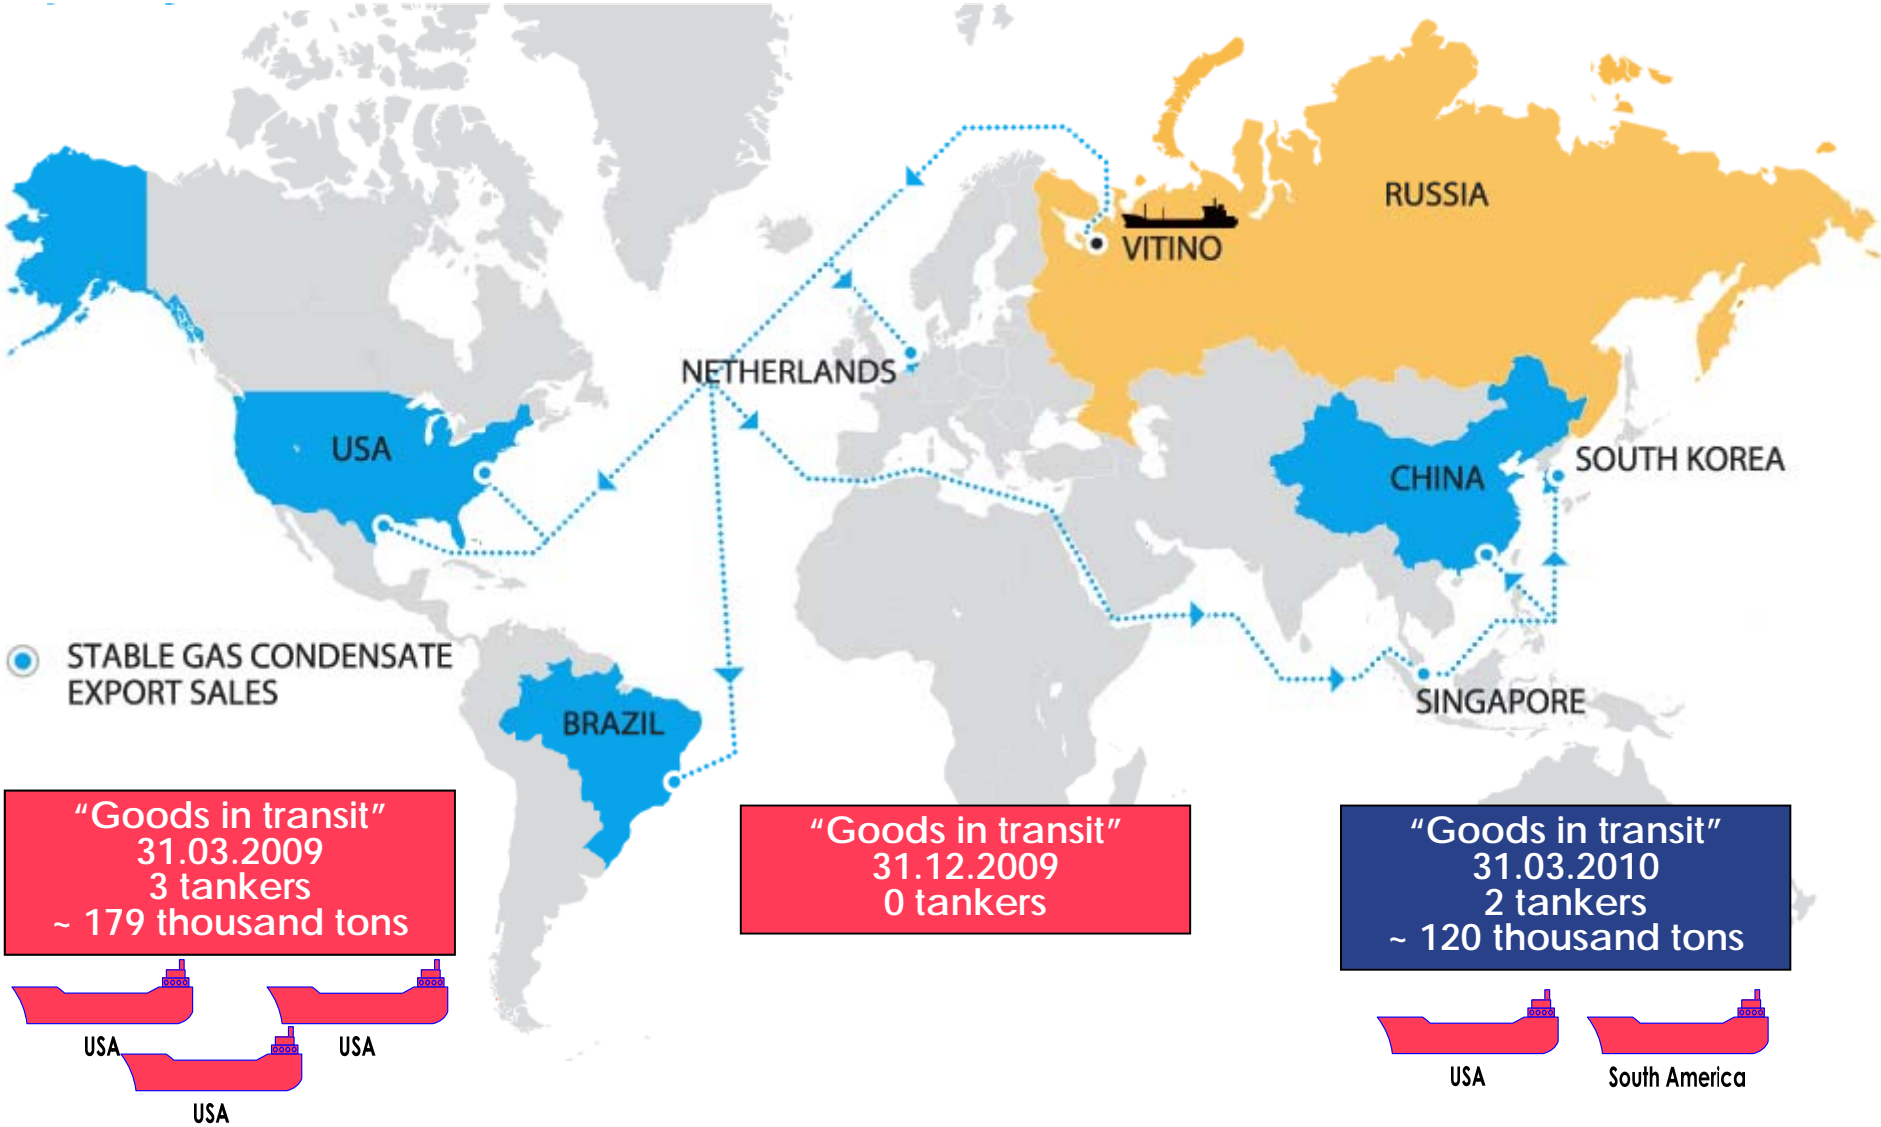 RUSSIA
VITINO
NETHERLANDS
USA
CHINA
SOUTH KOREA
STABLE GAS CONDENSATE
EXPORT SALES
SINGAPORE
BRAZIL
“Goods in transit”
31.03.2009
3 tankers
~ 179 thousand tons
“Goods in transit”
31.12.2009
0 tankers
“Goods in transit”
31.03.2010
2 tankers
~ 120 thousand tons
USA
USA
USA
USA
South America